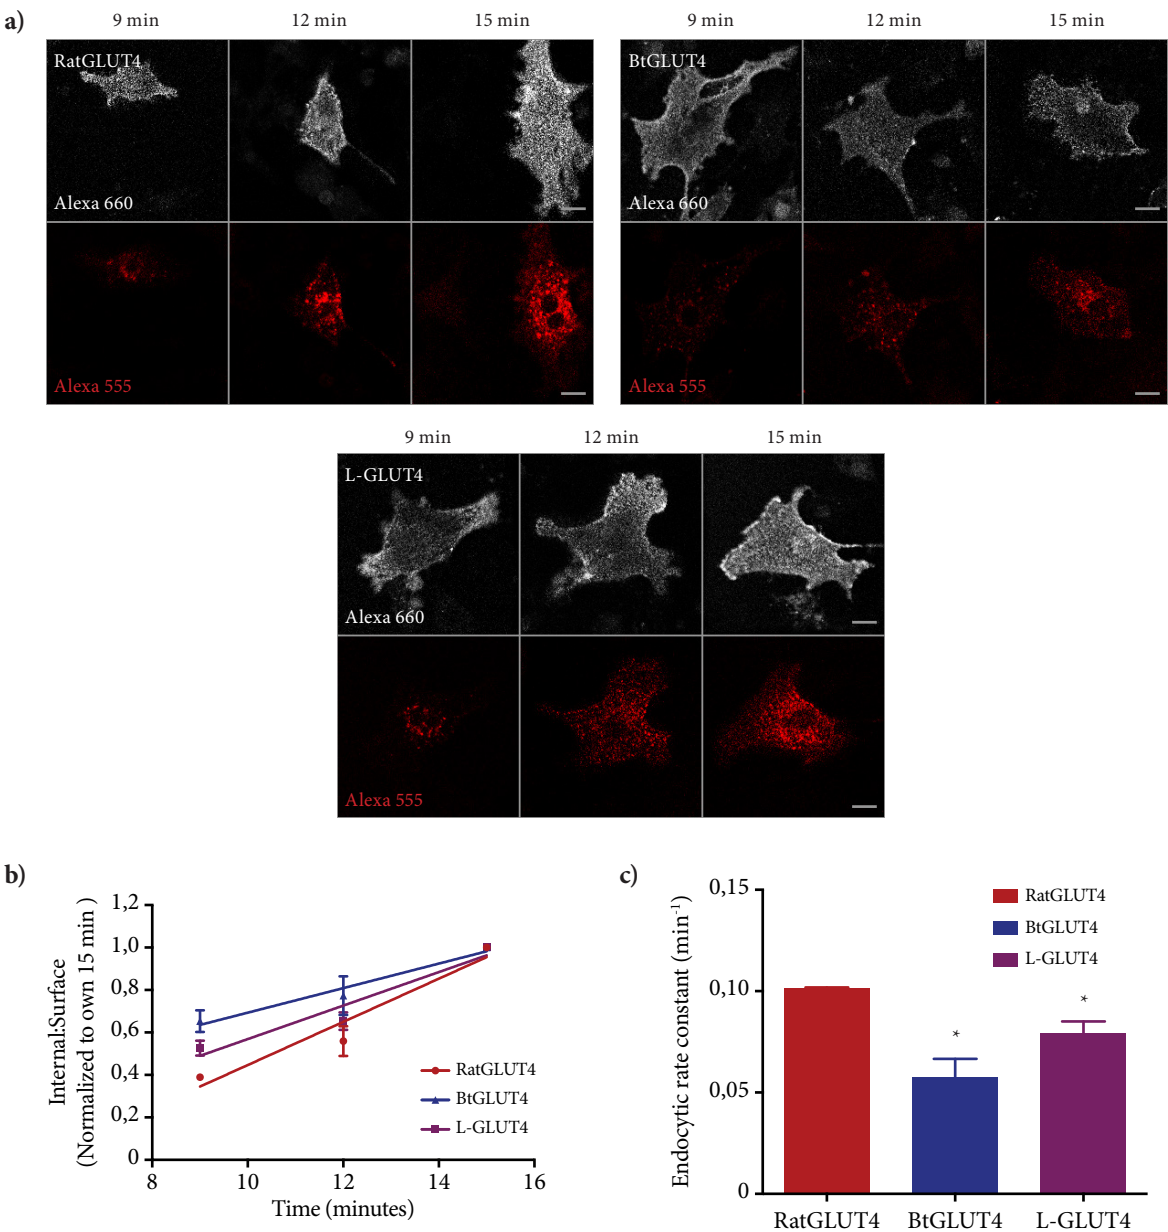 a)
9 min 12 min 15 min
RatGLUT4
Alexa 660
Alexa 555
9 min 12 min 15 min
BtGLUT4
Alexa 660
Alexa 555
9 min 12 min 15 min
L-GLUT4
Alexa 660
Alexa 555
b)
Internal:Surface
(Normalized to own 15 min )
1,2
1,0
0,8
0,6
0,4
0,2
0
8 10 12 14 16
Time (minutes)
RatGLUT4
BtGLUT4
L-GLUT4
c)
Endocytic rate constant (min-1)
0,15
0,10
0,05
0
RatGLUT4
BtGLUT4
L-GLUT4
*
*
RatGLUT4 BtGLUT4 L-GLUT4